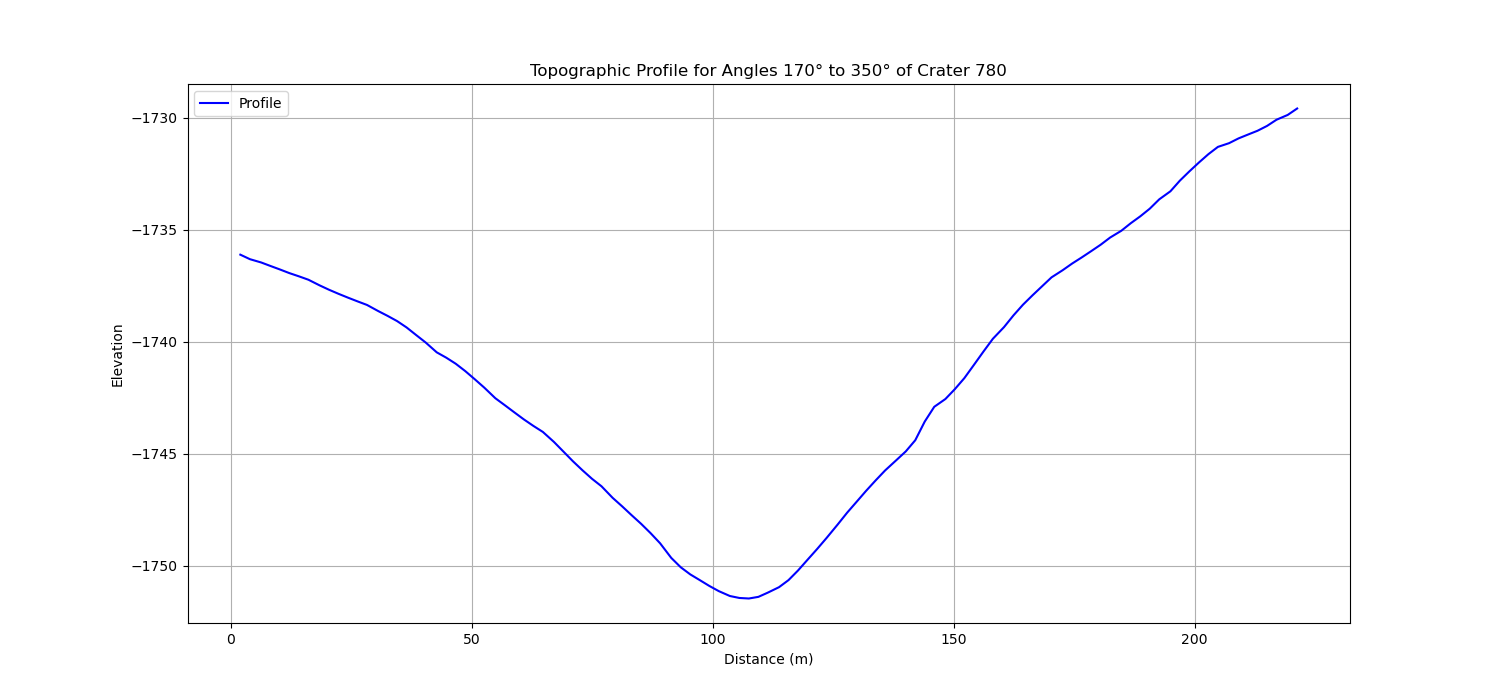 Topographic Profile for Angles 170° to 350° of Crater 780
Profile
−1730
−1735
−1740
−1745
−1750
Elevation
0 50 100 150 200
Distance (m)